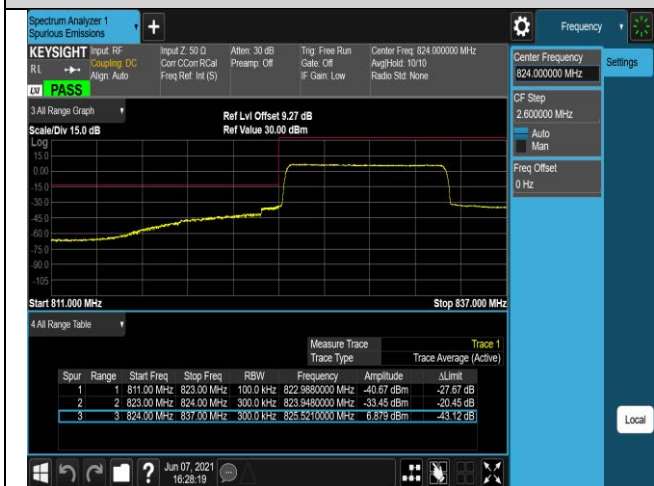 Spectrum Analyzer 1
Spurious Emissions
Frequency
KEYSIGHT Input: RF Input Z: 50 Ω Atten: 30 dB Trig: Free Run Center Freq: 824.000000 MHz
RL Coupling: DC Corr CCorr RCal Preamp: Off Gate: Off Avg|Hold: 10/10
Align: Auto Freq Ref: Int (S) IF Gain: Low Radio Std: None
PASS
Center Frequency
824.000000 MHz
Settings
CF Step
2.600000 MHz
Auto
Man
Freq Offset
0 Hz
3 All Range Graph
Ref Lvl Offset 9.27 dB
Scale/Div 15.0 dB Ref Value 30.00 dBm
Log
15.0
0.00
-15.0
-30.0
-45.0
-60.0
-75.0
-90.0
-105
Start 811.000 MHz Stop 837.000 MHz
4 All Range Table
Measure Trace Trace 1
Trace Type Trace Average (Active)
Spur Range Start Freq Stop Freq RBW Frequency Amplitude ΔLimit
1 1 811.00 MHz 823.00 MHz 100.0 kHz 822.9880000 MHz -40.67 dBm -27.67 dB
2 2 823.00 MHz 824.00 MHz 300.0 kHz 823.9480000 MHz -33.45 dBm -20.45 dB
3 3 824.00 MHz 837.00 MHz 300.0 kHz 825.5210000 MHz 6.879 dBm -43.12 dB
Local
Jun 07, 2021
16:28:19